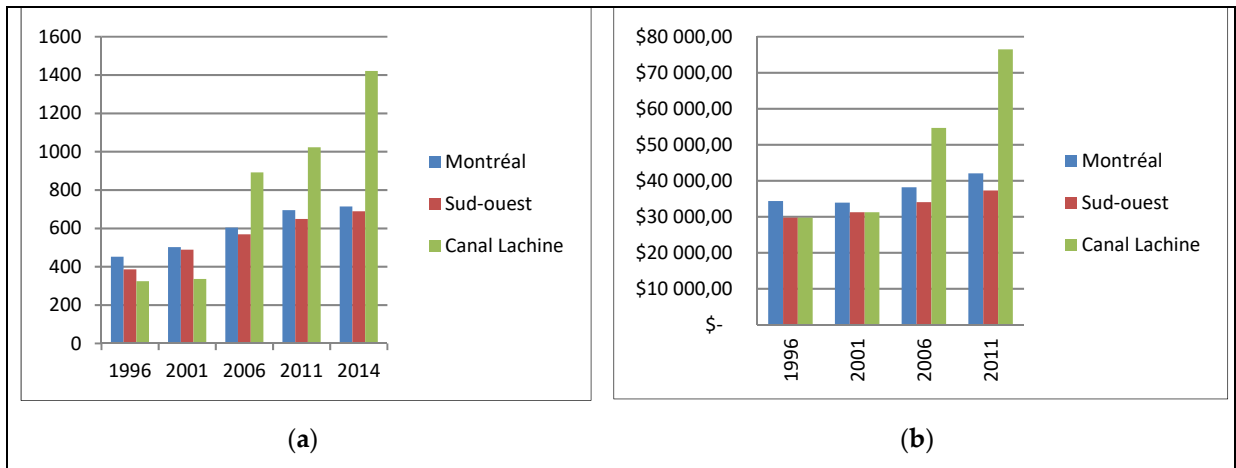 1600
1400
1200
1000
800
600
400
200
0
1996 2001 2006 2011 2014
Montréal
Sud-ouest
Canal Lachine
(a)
$80 000,00
$70 000,00
$60 000,00
$50 000,00
$40 000,00
$30 000,00
$20 000,00
$10 000,00
$-
1996 2001 2006 2011
Montréal
Sud-ouest
Canal Lachine
(b)